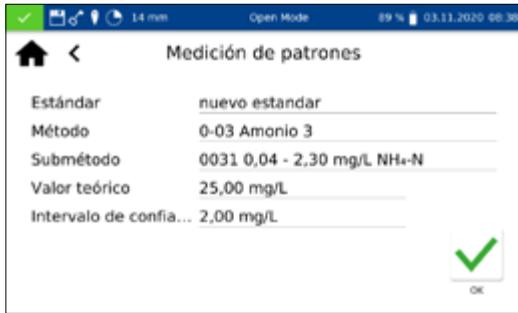 14 mm Open Mode 89 % 03.11.2020 08:38
Medición de patrones
Estándar nuevo estandar
Método 0-03 Amonio 3
Submétodo 0031 0,04 - 2,30 mg/L NH₄-N
Valor teórico 25,00 mg/L
Intervalo de confia... 2,00 mg/L
OK